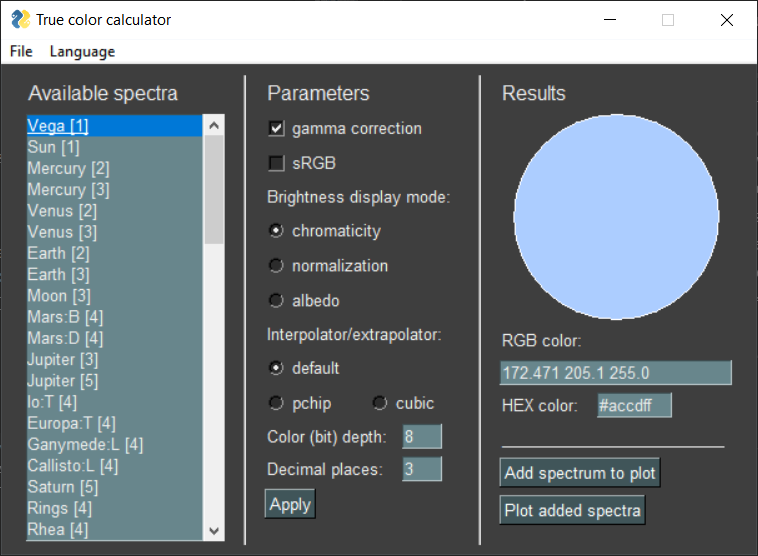 True color calculator
File Language
Available spectra
Vega [1]
Sun [1]
Mercury [2]
Mercury [3]
Venus [2]
Venus [3]
Earth [2]
Earth [3]
Moon [3]
Mars:B [4]
Mars:D [4]
Jupiter [3]
Jupiter [5]
Io:T [4]
Europa:T [4]
Ganymede:L [4]
Callisto:L [4]
Saturn [5]
Rings [4]
Rhea [4]
Parameters
gamma correction
sRGB
Brightness display mode:
chromaticity
normalization
albedo
Interpolator/extrapolator:
default
pchip cubic
Color (bit) depth: 8
Decimal places: 3
Apply
Results
RGB color:
172.471 205.1 255.0
HEX color: #accdff
Add spectrum to plot
Plot added spectra